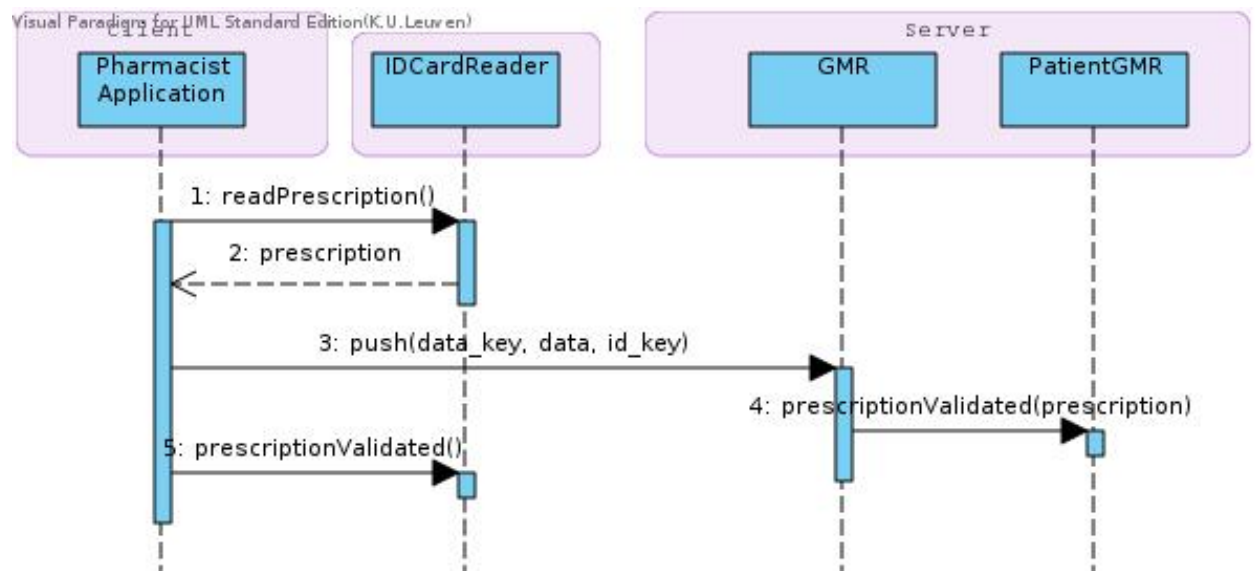 Visual Paradigm for UML Standard Edition(K.U.Leuven)
Client
Server
Pharmacist
Application
IDCardReader
GMR
PatientGMR
1: readPrescription()
2: prescription
3: push(data_key, data, id_key)
4: prescriptionValidated(prescription)
5: prescriptionValidated()